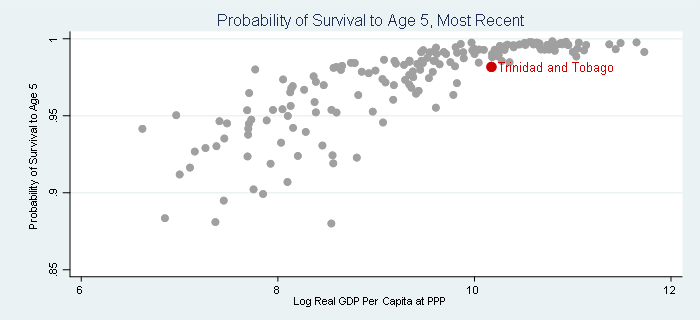 Probability of Survival to Age 5, Most Recent
Probability of Survival to Age 5
1
.95
.9
.85
Trinidad and Tobago
6 8 10 12
Log Real GDP Per Capita at PPP